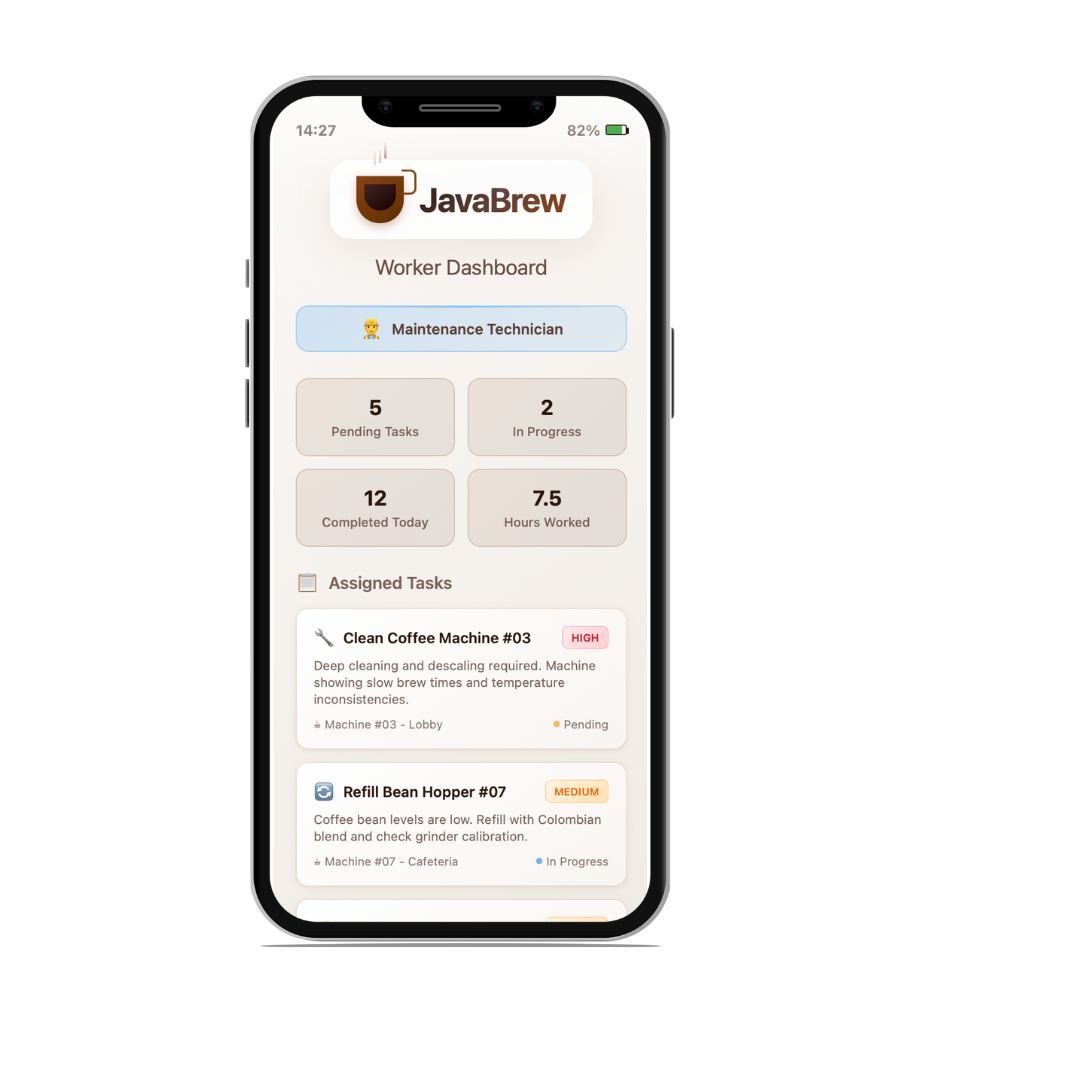 14:27
82%
JavaBrew
Worker Dashboard
Maintenance Technician
5
Pending Tasks
2
In Progress
12
Completed Today
7.5
Hours Worked
Assigned Tasks
Clean Coffee Machine #03
HIGH
Deep cleaning and descaling required. Machine
showing slow brew times and temperature
inconsistencies.
Machine #03 - Lobby
Pending
Refill Bean Hopper #07
MEDIUM
Coffee bean levels are low. Refill with Colombian
blend and check grinder calibration.
Machine #07 - Cafeteria
In Progress